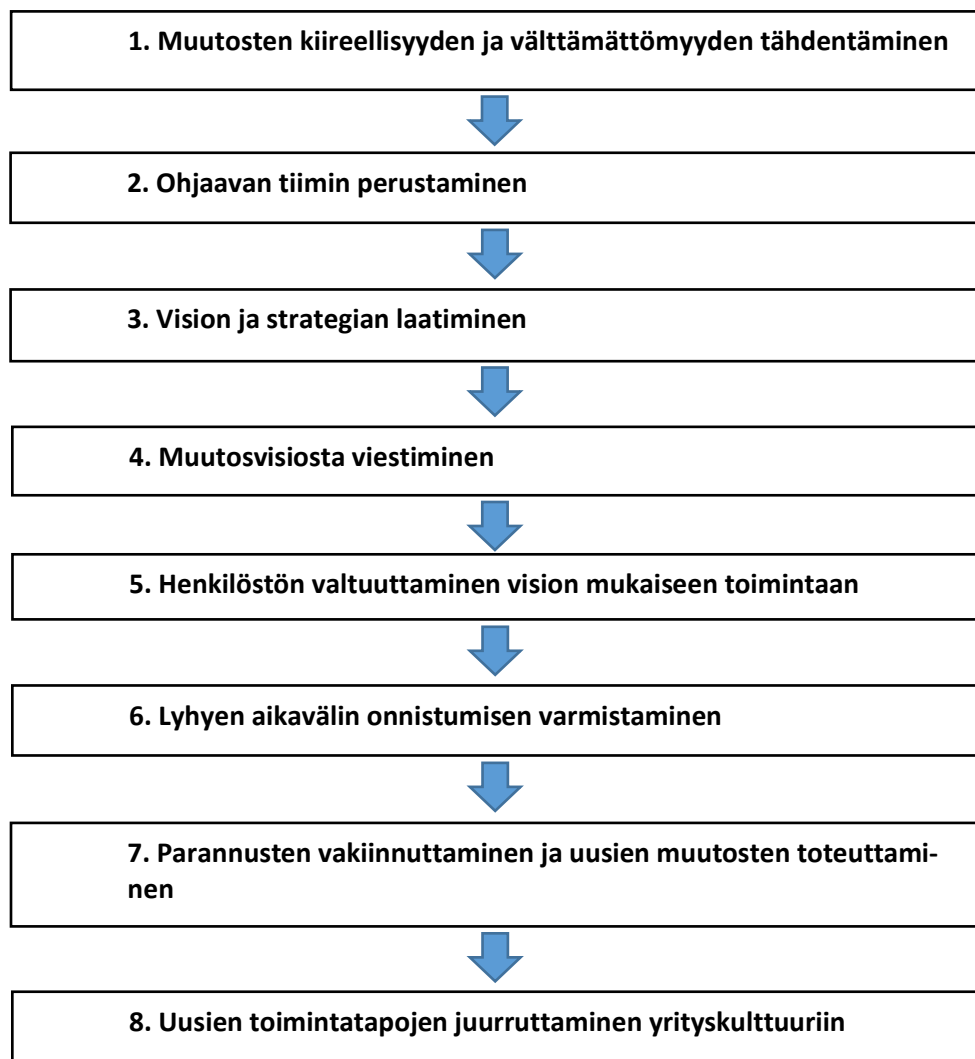 1. Muutosten kiireellisyyden ja välttämättömyyden tähdentäminen
2. Ohjaavan tiimin perustaminen
3. Vision ja strategian laatiminen
4. Muutosvisiosta viestiminen
5. Henkilöstön valtuuttaminen vision mukaiseen toimintaan
6. Lyhyen aikavälin onnistumisen varmistaminen
7. Parannusten vakiinnuttaminen ja uusien muutosten toteuttami-
nen
8. Uusien toimintatapojen juurruttaminen yrityskulttuuriin